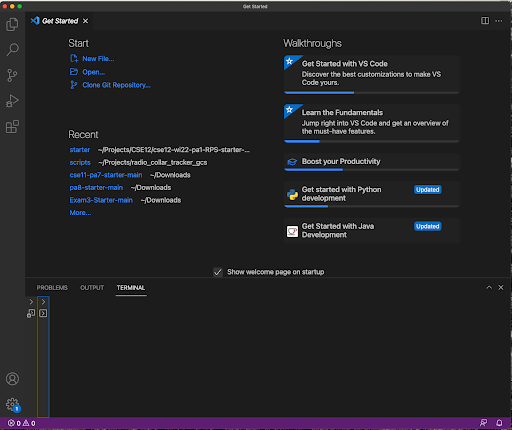 Get Started
Get Started
Start
New File...
Open...
Clone Git Repository...
Recent
starter ~/Projects/CSE12/cse12-wi22-pa1-RPS-starter-...
scripts ~/Projects/radio_collar_tracker_gcs
cse11-pa7-starter-main ~/Downloads
pa8-starter-main ~/Downloads
Exam3-Starter-main ~/Downloads
More...
Walkthroughs
Get Started with VS Code
Discover the best customizations to make VS
Code yours.
Learn the Fundamentals
Jump right into VS Code and get an overview of
the must-have features.
Boost your Productivity
Get started with Python Updated
development
Get Started with Java Updated
Development
Show welcome page on startup
PROBLEMS OUTPUT TERMINAL
1
0 0